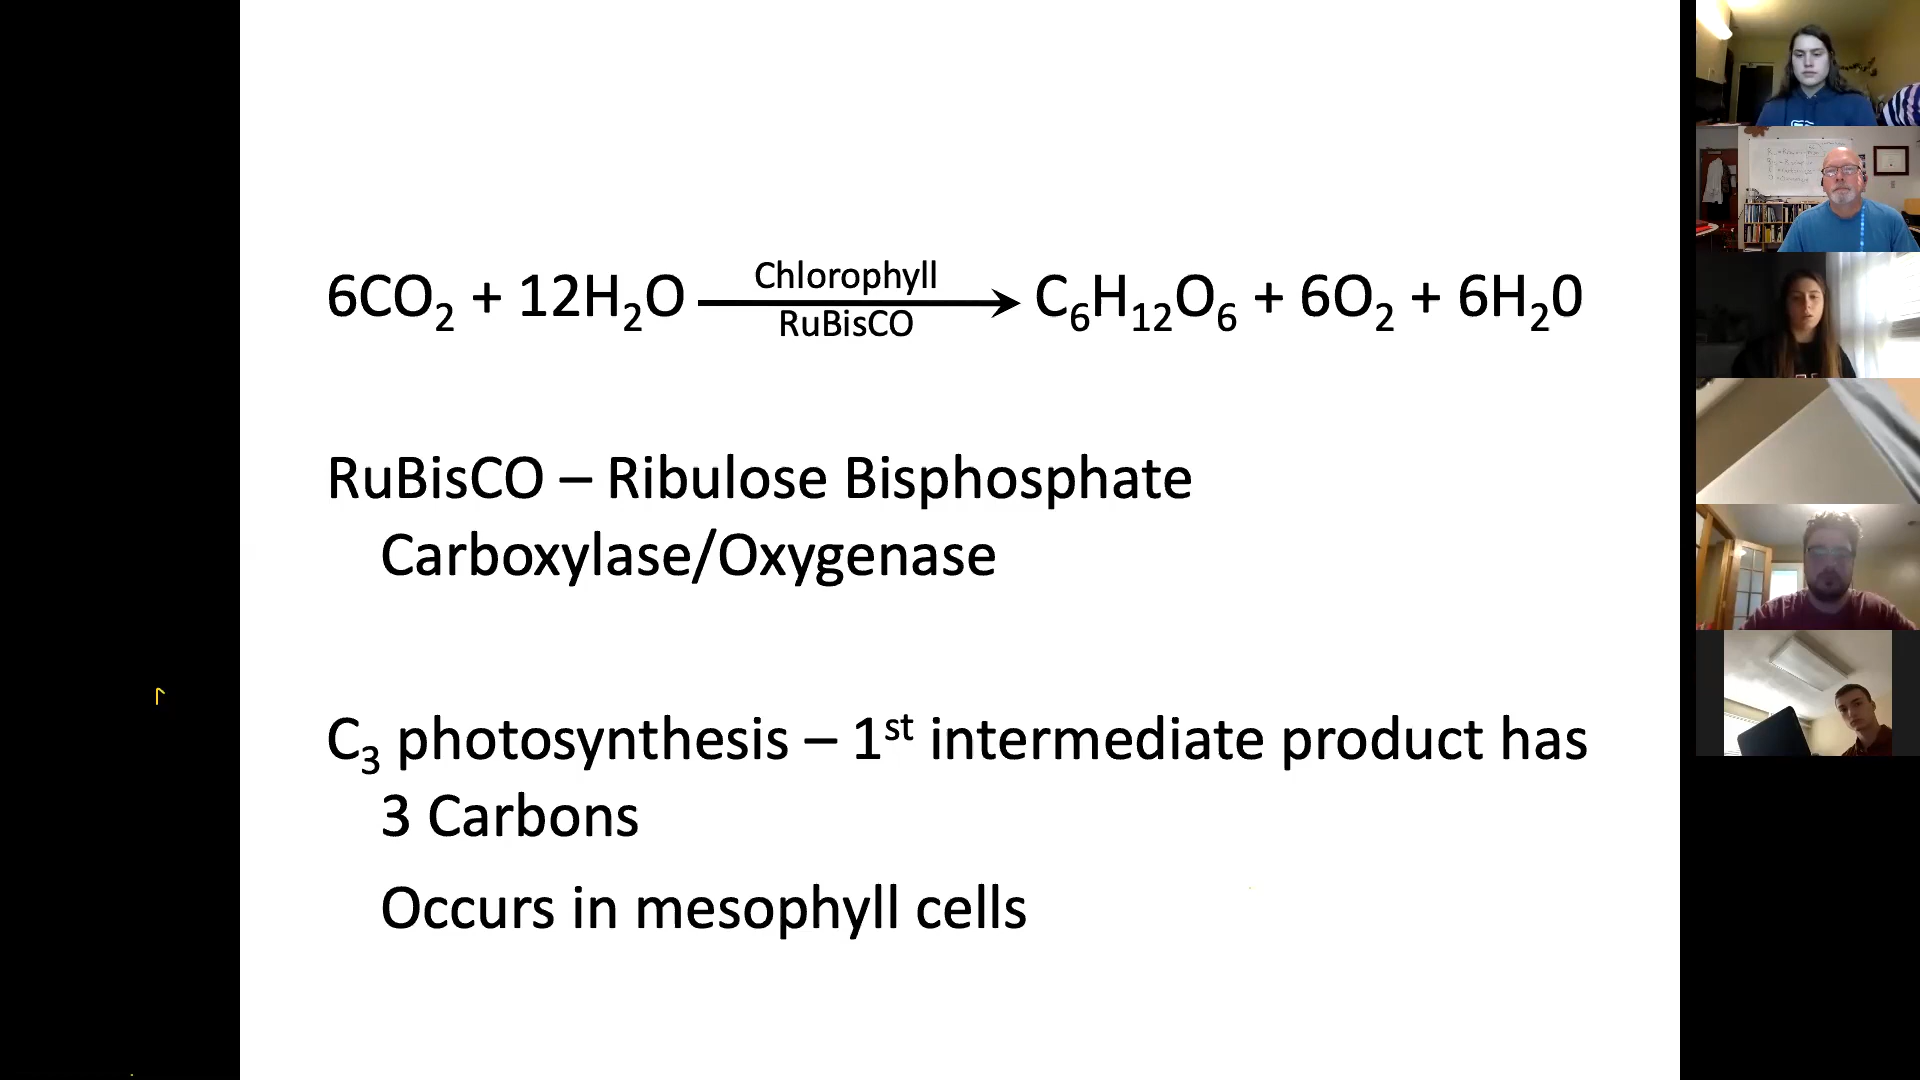 6CO₂ + 12H₂O Chlorophyll RuBisCO C₆H₁₂O₆ + 6O₂ + 6H₂0
RuBisCO – Ribulose Bisphosphate
Carboxylase/Oxygenase
C₃ photosynthesis – 1ˢᵗ intermediate product has
3 Carbons
Occurs in mesophyll cells